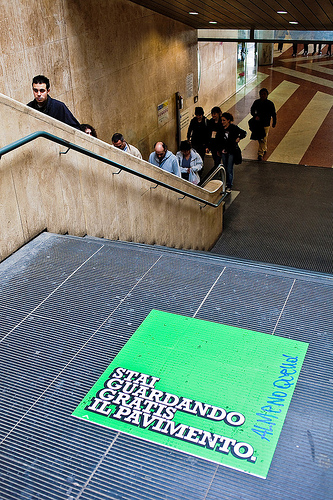 STAI
GUARDANDO
GRATIS
IL PAVIMENTO.
ALMENO QUELLO